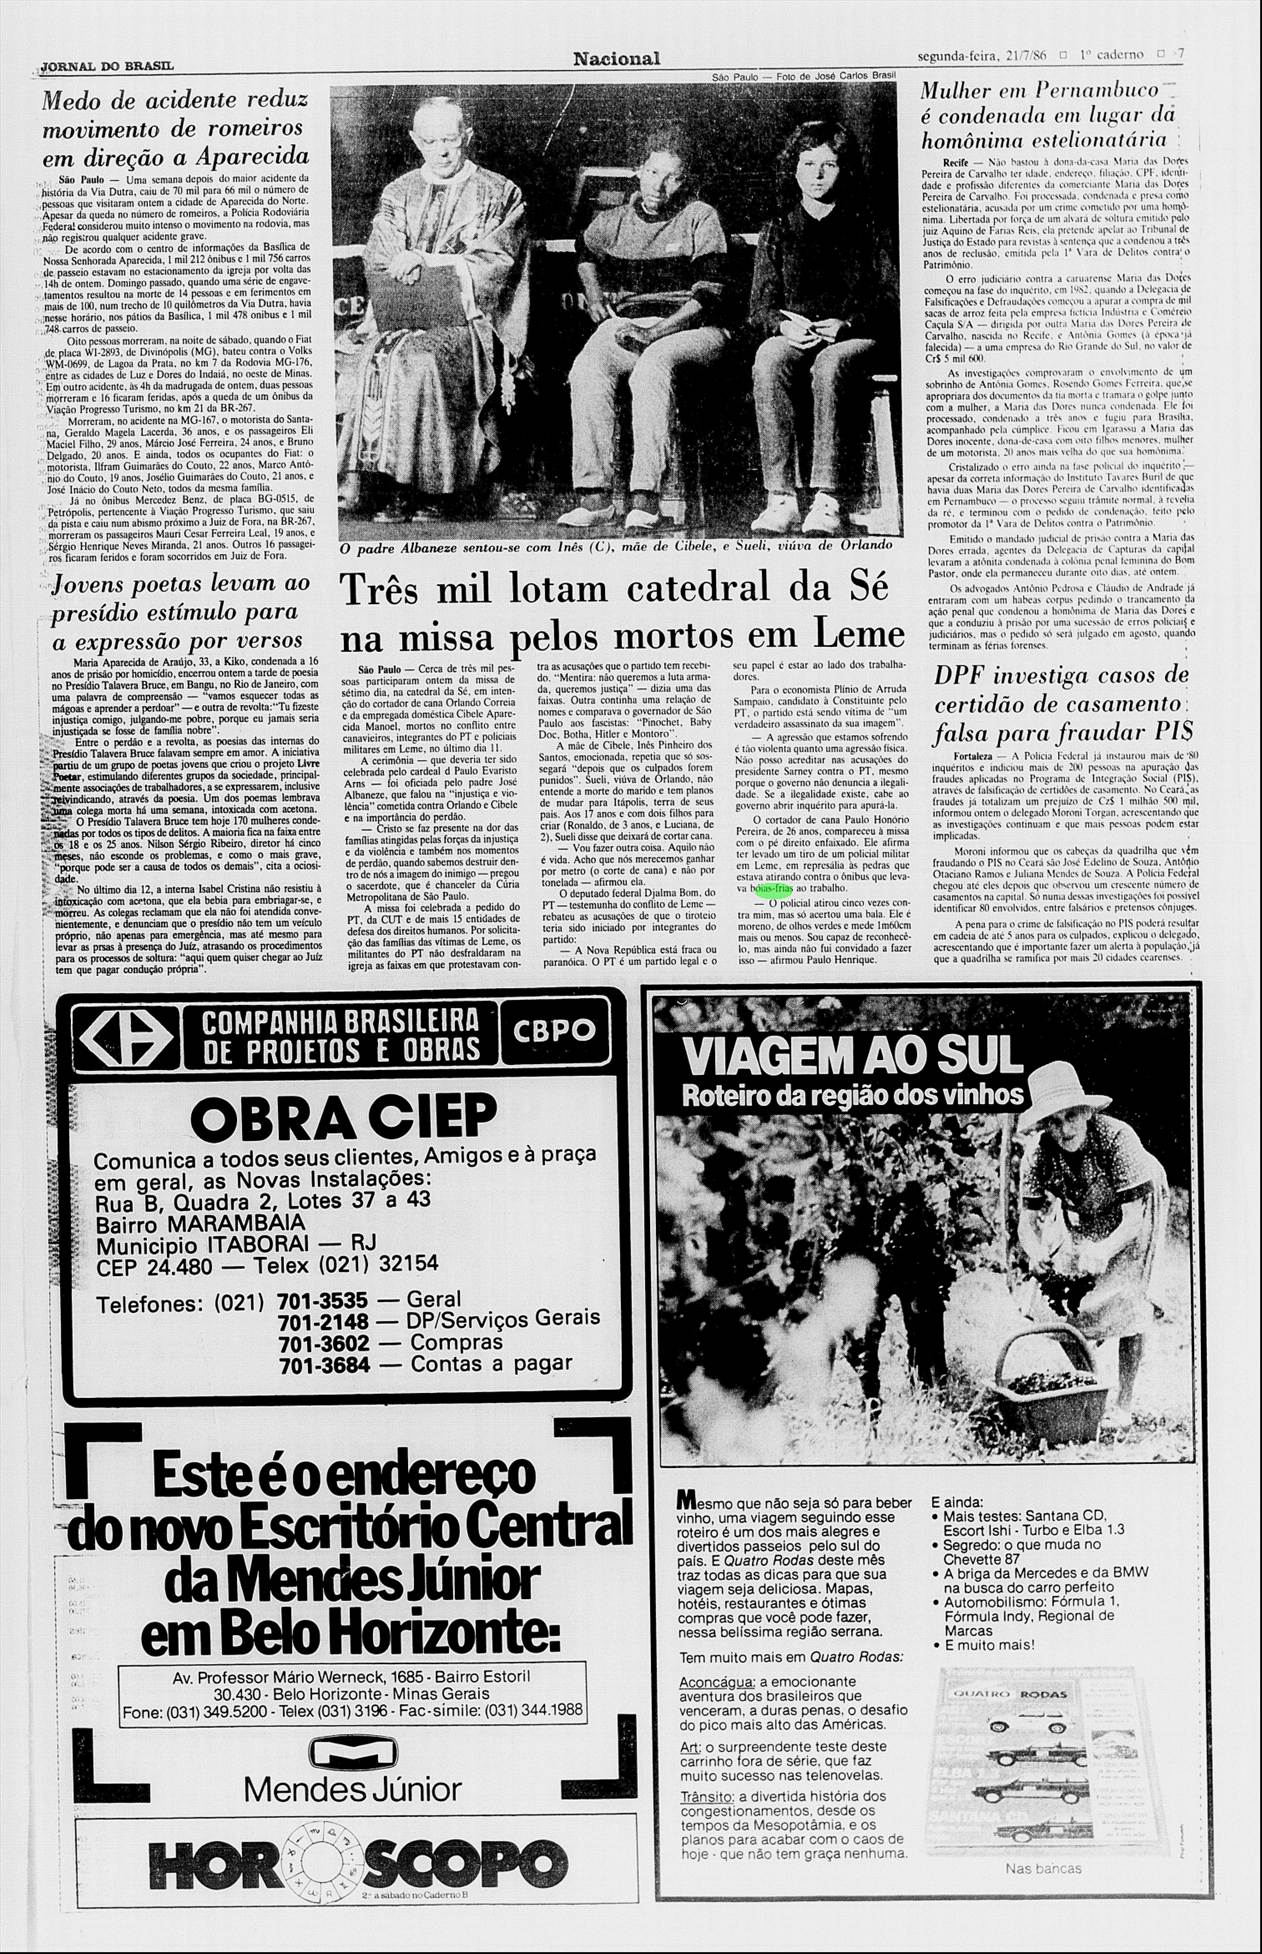 JORNAL DO BRASIL
Nacional
segunda-feira, 21/7/86 □ 1º caderno □ 7
Medo de acidente reduz
movimento de romeiros
em direção a Aparecida
São Paulo — Uma semana depois do maior acidente da
história da Via Dutra, caiu de 70 mil para 66 mil o número de
pessoas que visitaram ontem a cidade de Aparecida do Norte.
Apesar da queda no número de romeiros, a Polícia Rodoviária
Federal considerou muito intenso o movimento na rodovia, mas
não registrou qualquer acidente grave.
De acordo com o centro de informações da Basílica de
Nossa Senhorada Aparecida, 1 mil 212 ônibus e 1 mil 756 carros
de passeio estavam no estacionamento da igreja por volta das
14h de ontem. Domingo passado, quando uma série de engave-
tamentos resultou na morte de 14 pessoas e em ferimentos em
mais de 100, num trecho de 10 quilômetros da Via Dutra, havia
nesse horário, nos pátios da Basílica, 1 mil 478 onibus e 1 mil
748 carros de passeio.
Oito pessoas morreram, na noite de sábado, quando o Fiat
de placa WI-2893, de Divinópolis (MG), bateu contra o Volks
WM-0699, de Lagoa da Prata, no km 7 da Rodovia MG-176,
entre as cidades de Luz e Dores do Indaiá, no oeste de Minas.
Em outro acidente, às 4h da madrugada de ontem, duas pessoas
morreram e 16 ficaram feridas, após a queda de um ônibus da
Viação Progresso Turismo, no km 21 da BR-267.
Morreram, no acidente na MG-167, o motorista do Santa-
na, Geraldo Magela Lacerda, 36 anos, e os passageiros Eli
Maciel Filho, 29 anos, Márcio José Ferreira, 24 anos, e Bruno
Delgado, 20 anos. E ainda, todos os ocupantes do Fiat: o
motorista, Ilfram Guimarães do Couto, 22 anos, Marco Antô-
nio do Couto, 19 anos, Josélio Guimarães do Couto, 21 anos, e
José Inácio do Couto Neto, todos da mesma família.
Já no ônibus Mercedez Benz, de placa BG-0515, de
Petrópolis, pertencente à Viação Progresso Turismo, que saiu
da pista e caiu num abismo próximo a Juiz de Fora, na BR-267,
morreram os passageiros Mauri Cesar Ferreira Leal, 19 anos, e
Sérgio Henrique Neves Miranda, 21 anos. Outros 16 passagei-
ros ficaram feridos e foram socorridos em Juiz de Fora.
Jovens poetas levam ao
presídio estímulo para
a expressão por versos
Maria Aparecida de Araújo, 33, a Kiko, condenada a 16
anos de prisão por homicídio, encerrou ontem a tarde de poesia
no Presídio Talavera Bruce, em Bangu, no Rio de Janeiro, com
uma palavra de compreensão — "vamos esquecer todas as
mágoas e aprender a perdoar" — e outra de revolta: "Tu fizeste
injustiça comigo, julgando-me pobre, porque eu jamais seria
injustiçada se fosse de família nobre".
Entre o perdão e a revolta, as poesias das internas do
Presídio Talavera Bruce falavam sempre em amor. A iniciativa
partiu de um grupo de poetas jovens que criou o projeto Livre
Poetar, estimulando diferentes grupos da sociedade, principal-
mente associações de trabalhadores, a se expressarem, inclusive
reivindicando, através da poesia. Um dos poemas lembrava
uma colega morta há uma semana, intoxicada com acetona.
O Presídio Talavera Bruce tem hoje 170 mulheres conde-
nadas por todos os tipos de delitos. A maioria fica na faixa entre
os 18 e os 25 anos. Nilson Sérgio Ribeiro, diretor há cinco
meses, não esconde os problemas, e como o mais grave,
"porque pode ser a causa de todos os demais", cita a ociosi-
dade.
No último dia 12, a interna Isabel Cristina não resistiu à
intoxicação com acetona, que ela bebia para embriagar-se, e
morreu. As colegas reclamam que ela não foi atendida conve-
nientemente, e denunciam que o presídio não tem um veículo
próprio, não apenas para emergência, mas até mesmo para
levar as prsas à presença do Juíz, atrasando os procedimentos
para os processos de soltura: "aqui quem quiser chegar ao Juíz
tem que pagar condução própria".
São Paulo — Foto de José Carlos Brasil
O padre Albaneze sentou-se com Inês (C), mãe de Cibele, e Sueli, viúva de Orlando
Três mil lotam catedral da Sé
na missa pelos mortos em Leme
São Paulo — Cerca de três mil pes-
soas participaram ontem da missa de
sétimo dia, na catedral da Sé, em inten-
ção do cortador de cana Orlando Correia
e da empregada doméstica Cibele Apare-
cida Manoel, mortos no conflito entre
canavieiros, integrantes do PT e policiais
militares em Leme, no último dia 11.
A cerimônia — que deveria ter sido
celebrada pelo cardeal d Paulo Evaristo
Arns — foi oficiada pelo padre José
Albaneze, que falou na "injustiça e vio-
lência" cometida contra Orlando e Cibele
e na importância do perdão.
— Cristo se faz presente na dor das
famílias atingidas pelas forças da injustiça
e da violência e também nos momentos
de perdão, quando sabemos destruir den-
tro de nós a imagem do inimigo — pregou
o sacerdote, que é chanceler da Cúria
Metropolitana de São Paulo.
A missa foi celebrada a pedido do
PT, da CUT e de mais 15 entidades de
defesa dos direitos humanos. Por solicita-
ção das famílias das vítimas de Leme, os
militantes do PT não desfraldaram na
igreja as faixas em que protestavam con-
tra as acusações que o partido tem recebi-
do. "Mentira: não queremos a luta arma-
da, queremos justiça" — dizia uma das
faixas. Outra continha uma relação de
nomes e comparava o governador de São
Paulo aos fascistas: "Pinochet, Baby
Doc, Botha, Hitler e Montoro".
A mãe de Cibele, Inês Pinheiro dos
Santos, emocionada, repetia que só sos-
segará "depois que os culpados forem
punidos". Sueli, viúva de Orlando, não
entende a morte do marido e tem planos
de mudar para Itápolis, terra de seus
pais. Aos 17 anos e com dois filhos para
criar (Ronaldo, de 3 anos, e Luciana, de
2), Sueli disse que deixará de cortar cana.
— Vou fazer outra coisa. Aquilo não
é vida. Acho que nós merecemos ganhar
por metro (o corte de cana) e não por
tonelada — afirmou ela.
O deputado federal Djalma Bom, do
PT — testemunha do conflito de Leme —
rebateu as acusações de que o tiroteio
teria sido iniciado por integrantes do
partido:
— A Nova República está fraca ou
paranóica. O PT é um partido legal e o
seu papel é estar ao lado dos trabalha-
dores.
Para o economista Plínio de Arruda
Sampaio, candidato à Constituinte pelo
PT, o partido está sendo vítima de "um
verdadeiro assassinato da sua imagem".
— A agressão que estamos sofrendo
é tão violenta quanto uma agressão física.
Não posso acreditar nas acusações do
presidente Sarney contra o PT, mesmo
porque o governo não denuncia a ilegali-
dade. Se a ilegalidade existe, cabe ao
governo abrir inquérito para apurá-la.
O cortador de cana Paulo Honório
Pereira, de 26 anos, compareceu à missa
com o pé direito enfaixado. Ele afirma
ter levado um tiro de um policial militar
em Leme, em represália às pedras que
estava atirando contra o ônibus que leva-
va bóias-frias ao trabalho.
— O policial atirou cinco vezes con-
tra mim, mas só acertou uma bala. Ele é
moreno, de olhos verdes e mede 1m60cm
mais ou menos. Sou capaz de reconhecê-
lo, mas ainda não fui convidado a fazer
isso — afirmou Paulo Henrique.
Mulher em Pernambuco
é condenada em lugar da
homônima estelionatária
Recife — Não bastou à dona-da-casa Maria das Dores
Pereira de Carvalho ter idade, endereço, filiação, CPF, identi-
dade e profissão diferentes da comerciante Maria das Dores
Pereira de Carvalho. Foi processada, condenada e presa como
estelionatária, acusada por um crime cometido por uma homô-
nima. Libertada por força de um alvará de soltura emitido pelo
juiz Aquino de Farias Reis, ela pretende apelar ao Tribunal de
Justiça do Estado para revistas à sentença que a condenou a três
anos de reclusão, emitida pela 1ª Vara de Delitos contra o
Patrimônio.
O erro judiciário contra a caruarense Maria das Dores
começou na fase do inquérito, em 1982, quando a Delegacia de
Falsificações e Defraudações começou a apurar a compra de mil
sacas de arroz feita pela empresa fictícia Indústria e Comércio
Caçula S/A — dirigida por outra Maria das Dores Pereira de
Carvalho, nascida no Recife, e Antônia Gomes (à época já
falecida) — a uma empresa do Rio Grande do Sul, no valor de
Cr$ 5 mil 600.
As investigações comprovaram o envolvimento de um
sobrinho de Antônia Gomes, Rosendo Gomes Ferreira, que se
apropriara dos documentos da tia morta e tramara o golpe junto
com a mulher, a Maria das Dores nunca condenada. Ele foi
processado, condenado a três anos e fugiu para Brasília,
acompanhado pela cúmplice. Ficou em Igarassu a Maria das
Dores inocente, dona-de-casa com oito filhos menores, mulher
de um motorista, 20 anos mais velha do que sua homônima.
Cristalizado o erro ainda na fase policial do inquérito —
apesar da correta informação do Instituto Tavares Buril de que
havia duas Maria das Dores Pereira de Carvalho identificadas
em Pernambuco — o processo seguiu trâmite normal, à revelia
da ré, e terminou com o pedido de condenação, feito pelo
promotor da 1ª Vara de Delitos contra o Patrimônio.
Emitido o mandado judicial de prisão contra a Maria das
Dores errada, agentes da Delegacia de Capturas da capital
levaram a atônita condenada à colônia penal feminina do Bom
Pastor, onde ela permaneceu durante oito dias, até ontem.
Os advogados Antônio Pedrosa e Cláudio de Andrade já
entraram com um habeas corpus pedindo o trancamento da
ação penal que condenou a homônima de Maria das Dores e
que a conduziu à prisão por uma sucessão de erros policiais e
judiciários, mas o pedido só será julgado em agosto, quando
terminam as férias forenses.
DPF investiga casos de
certidão de casamento
falsa para fraudar PIS
Fortaleza — A Polícia Federal já instaurou mais de 80
inquéritos e indiciou mais de 200 pessoas na apuração das
fraudes aplicadas no Programa de Integração Social (PIS),
através de falsificação de certidões de casamento. No Ceará, as
fraudes já totalizam um prejuízo de Cz$ 1 milhão 500 mil,
informou ontem o delegado Moroni Torgan, acrescentando que
as investigações continuam e que mais pessoas podem estar
implicadas.
Moroni informou que os cabeças da quadrilha que vêm
fraudando o PIS no Ceará são José Edelino de Souza, Antônio
Otaciano Ramos e Juliana Mendes de Souza. A Polícia Federal
chegou até eles depois que observou um crescente número de
casamentos na capital. Só numa dessas investigações foi possível
identificar 80 envolvidos, entre falsários e pretensos cônjuges.
A pena para o crime de falsificação no PIS poderá resultar
em cadeia de até 5 anos para os culpados, explicou o delegado,
acrescentando que é importante fazer um alerta à população, já
que a quadrilha se ramifica por mais 20 cidades cearenses.
COMPANHIA BRASILEIRA
DE PROJETOS E OBRAS
CBPO
OBRA CIEP
Comunica a todos seus clientes, Amigos e à praça
em geral, as Novas Instalações:
Rua B, Quadra 2, Lotes 37 a 43
Bairro MARAMBAIA
Municipio ITABORAI — RJ
CEP 24.480 — Telex (021) 32154
Telefones: (021) 701-3535 — Geral
701-2148 — DP/Serviços Gerais
701-3602 — Compras
701-3684 — Contas a pagar
Este é o endereço
do novo Escritório Central
da Mendes Júnior
em Belo Horizonte:
Av. Professor Mário Werneck, 1685 - Bairro Estoril
30.430 - Belo Horizonte - Minas Gerais
Fone: (031) 349.5200 - Telex (031) 3196 - Fac-simile: (031) 344.1988
Mendes Júnior
HOROSCOPO
2ª a sábado no Caderno B
VIAGEM AO SUL
Roteiro da região dos vinhos
Mesmo que não seja só para beber
vinho, uma viagem seguindo esse
roteiro é um dos mais alegres e
divertidos passeios pelo sul do
país. E Quatro Rodas deste mês
traz todas as dicas para que sua
viagem seja deliciosa. Mapas,
hotéis, restaurantes e ótimas
compras que você pode fazer,
nessa belíssima região serrana.
Tem muito mais em Quatro Rodas:
Aconcágua: a emocionante
aventura dos brasileiros que
venceram, a duras penas, o desafio
do pico mais alto das Américas.
Art: o surpreendente teste deste
carrinho fora de série, que faz
muito sucesso nas telenovelas.
Trânsito: a divertida história dos
congestionamentos, desde os
tempos da Mesopotâmia, e os
planos para acabar com o caos de
hoje - que não tem graça nenhuma.
E ainda:
• Mais testes: Santana CD,
Escort Ishi - Turbo e Elba 1.3
• Segredo: o que muda no
Chevette 87
• A briga da Mercedes e da BMW
na busca do carro perfeito
• Automobilismo: Fórmula 1,
Fórmula Indy, Regional de
Marcas
• E muito mais!
QUATRO RODAS
ESCORT
ELBA 1.3
SANTANA CD
Nas bancas